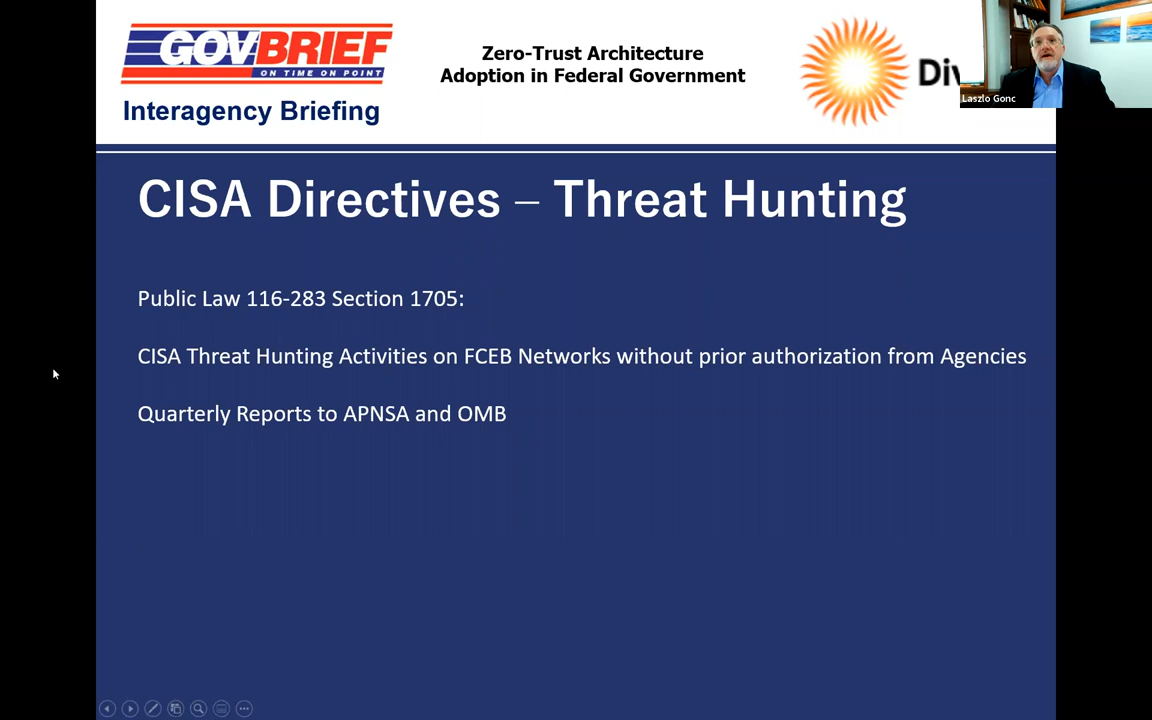 GOVBRIEF
ON TIME ON POINT
Interagency Briefing
Zero-Trust Architecture
Adoption in Federal Government
Laszlo Gonc
CISA Directives – Threat Hunting
Public Law 116-283 Section 1705:
CISA Threat Hunting Activities on FCEB Networks without prior authorization from Agencies
Quarterly Reports to APNSA and OMB